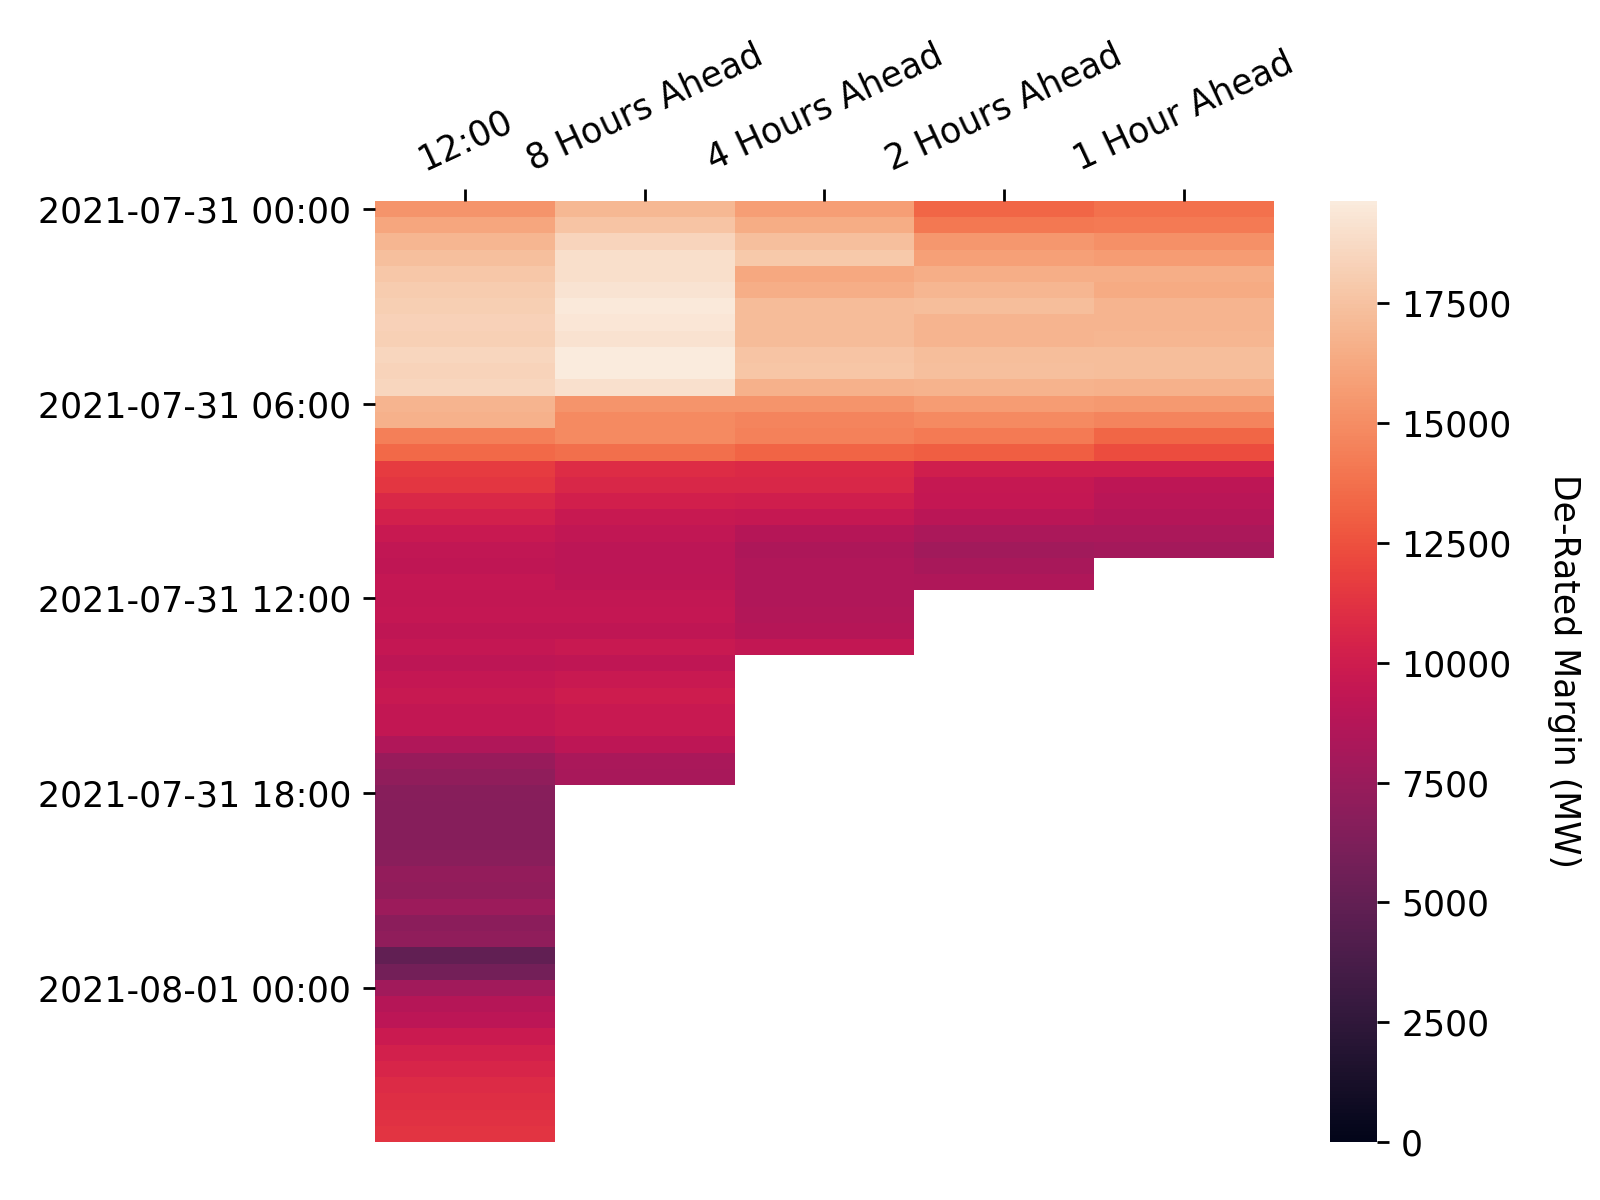 12:00
8 Hours Ahead
4 Hours Ahead
2 Hours Ahead
1 Hour Ahead
2021-07-31 00:00
2021-07-31 06:00
2021-07-31 12:00
2021-07-31 18:00
2021-08-01 00:00
17500
15000
12500
10000
7500
5000
2500
0
De-Rated Margin (MW)